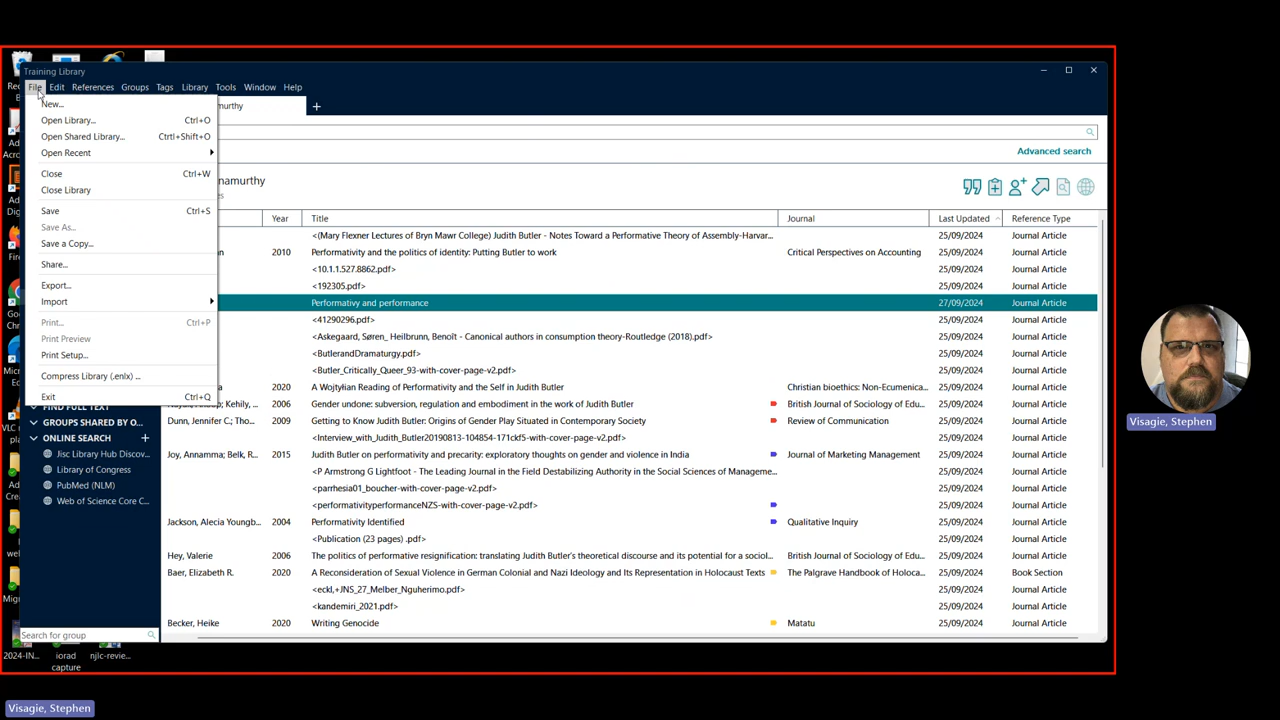 Training Library
File Edit References Groups Tags Library Tools Window Help
New...
Open Library... Ctrl+O
Open Shared Library... Ctrtl+Shift+O
Open Recent
Close Ctrl+W
Close Library
Save Ctrl+S
Save As...
Save a Copy...
Share...
Export...
Import
Print... Ctrl+P
Print Preview
Print Setup...
Compress Library (.enlx) ...
Exit Ctrl+Q
FIND FULL TEXT
GROUPS SHARED BY O...
ONLINE SEARCH +
Jisc Library Hub Discov...
Library of Congress
PubMed (NLM)
Web of Science Core C...
Search for group
murthy +
Advanced search
namurthy
Year Title Journal Last Updated Reference Type
<(Mary Flexner Lectures of Bryn Mawr College) Judith Butler - Notes Toward a Performative Theory of Assembly-Harvar... 25/09/2024 Journal Article
2010 Performativity and the politics of identity: Putting Butler to work Critical Perspectives on Accounting 25/09/2024 Journal Article
<10.1.1.527.8862.pdf> 25/09/2024 Journal Article
<192305.pdf> 25/09/2024 Journal Article
Performativy and performance 27/09/2024 Journal Article
<41290296.pdf> 25/09/2024 Journal Article
<Askegaard, Søren_ Heilbrunn, Benoît - Canonical authors in consumption theory-Routledge (2018).pdf> 25/09/2024 Journal Article
<ButlerandDramaturgy.pdf> 25/09/2024 Journal Article
<Butler_Critically_Queer_93-with-cover-page-v2.pdf> 25/09/2024 Journal Article
2020 A Wojtyłian Reading of Performativity and the Self in Judith Butler Christian bioethics: Non-Ecumenica... 25/09/2024 Journal Article
Kehily, ... 2006 Gender undone: subversion, regulation and embodiment in the work of Judith Butler British Journal of Sociology of Edu... 25/09/2024 Journal Article
Dunn, Jennifer C.; Tho... 2009 Getting to Know Judith Butler: Origins of Gender Play Situated in Contemporary Society Review of Communication 25/09/2024 Journal Article
<Interview_with_Judith_Butler20190813-104854-171ckf5-with-cover-page-v2.pdf> 25/09/2024 Journal Article
Joy, Annamma; Belk, R... 2015 Judith Butler on performativity and precarity: exploratory thoughts on gender and violence in India Journal of Marketing Management 25/09/2024 Journal Article
<P Armstrong G Lightfoot - The Leading Journal in the Field Destabilizing Authority in the Social Sciences of Manageme... 25/09/2024 Journal Article
<parrhesia01_boucher-with-cover-page-v2.pdf> 25/09/2024 Journal Article
<performativityperformanceNZS-with-cover-page-v2.pdf> 25/09/2024 Journal Article
Jackson, Alecia Youngb... 2004 Performativity Identified Qualitative Inquiry 25/09/2024 Journal Article
<Publication (23 pages) .pdf> 25/09/2024 Journal Article
Hey, Valerie 2006 The politics of performative resignification: translating Judith Butler's theoretical discourse and its potential for a sociol... British Journal of Sociology of Edu... 25/09/2024 Journal Article
Baer, Elizabeth R. 2020 A Reconsideration of Sexual Violence in German Colonial and Nazi Ideology and Its Representation in Holocaust Texts The Palgrave Handbook of Holoca... 25/09/2024 Book Section
<eckl,+JNS_27_Melber_Nguherimo.pdf> 25/09/2024 Journal Article
<kandemiri_2021.pdf> 25/09/2024 Journal Article
Becker, Heike 2020 Writing Genocide Matatu 25/09/2024 Journal Article
2024-IN... iorad njlc-revie...
capture
Visagie, Stephen
Visagie, Stephen